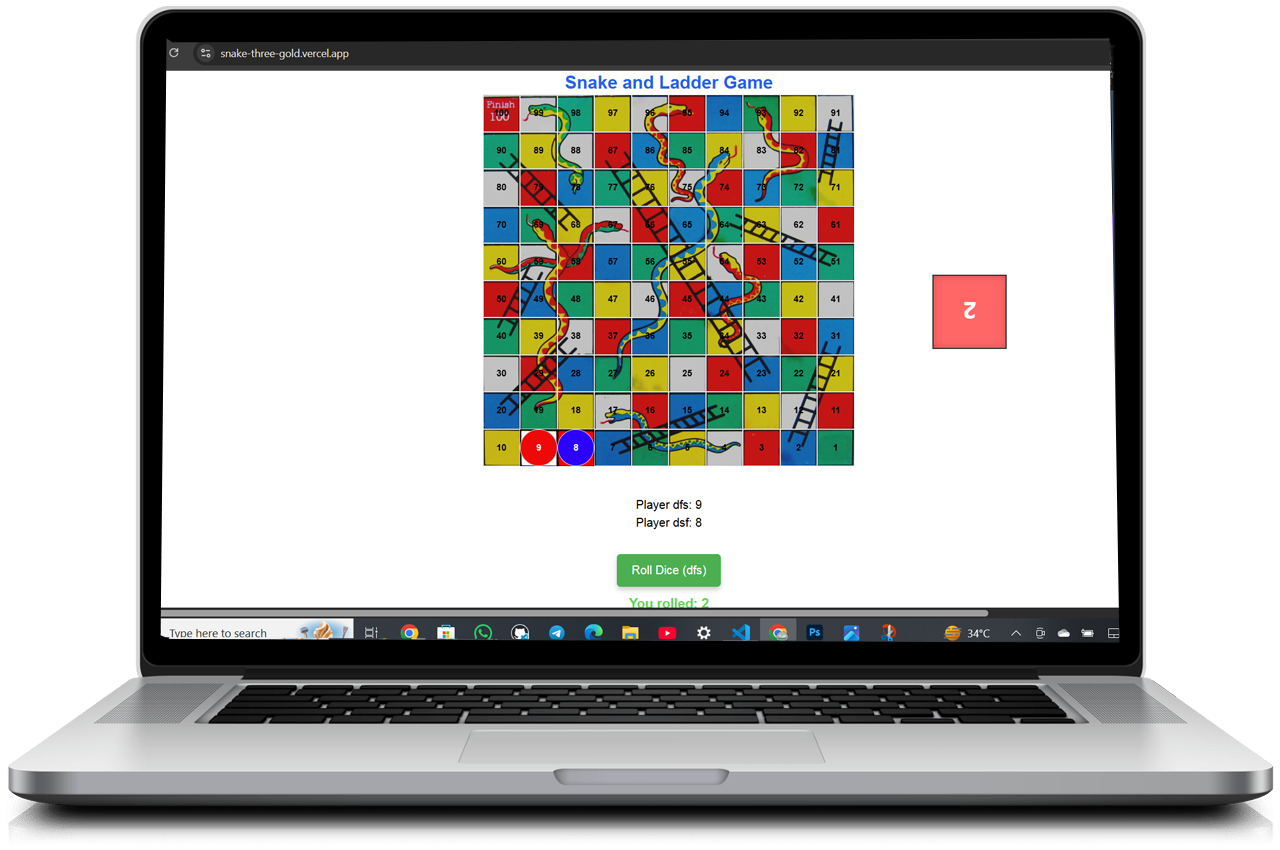 snake-three-gold.vercel.app
Snake and Ladder Game
Finish
100
100 99 98 97 96 95 94 93 92 91
90 89 88 87 86 85 84 83 82 81
80 79 78 77 76 75 74 73 72 71
70 69 68 67 66 65 64 63 62 61
60 59 58 57 56 55 54 53 52 51
50 49 48 47 46 45 44 43 42 41
2
40 39 38 37 36 35 34 33 32 31
30 29 28 27 26 25 24 23 22 21
20 19 18 17 16 15 14 13 12 11
10 9 8 7 6 5 4 3 2 1
Player dfs: 9
Player dsf: 8
Roll Dice (dfs)
You rolled: 2
Type here to search
Ps
34°C